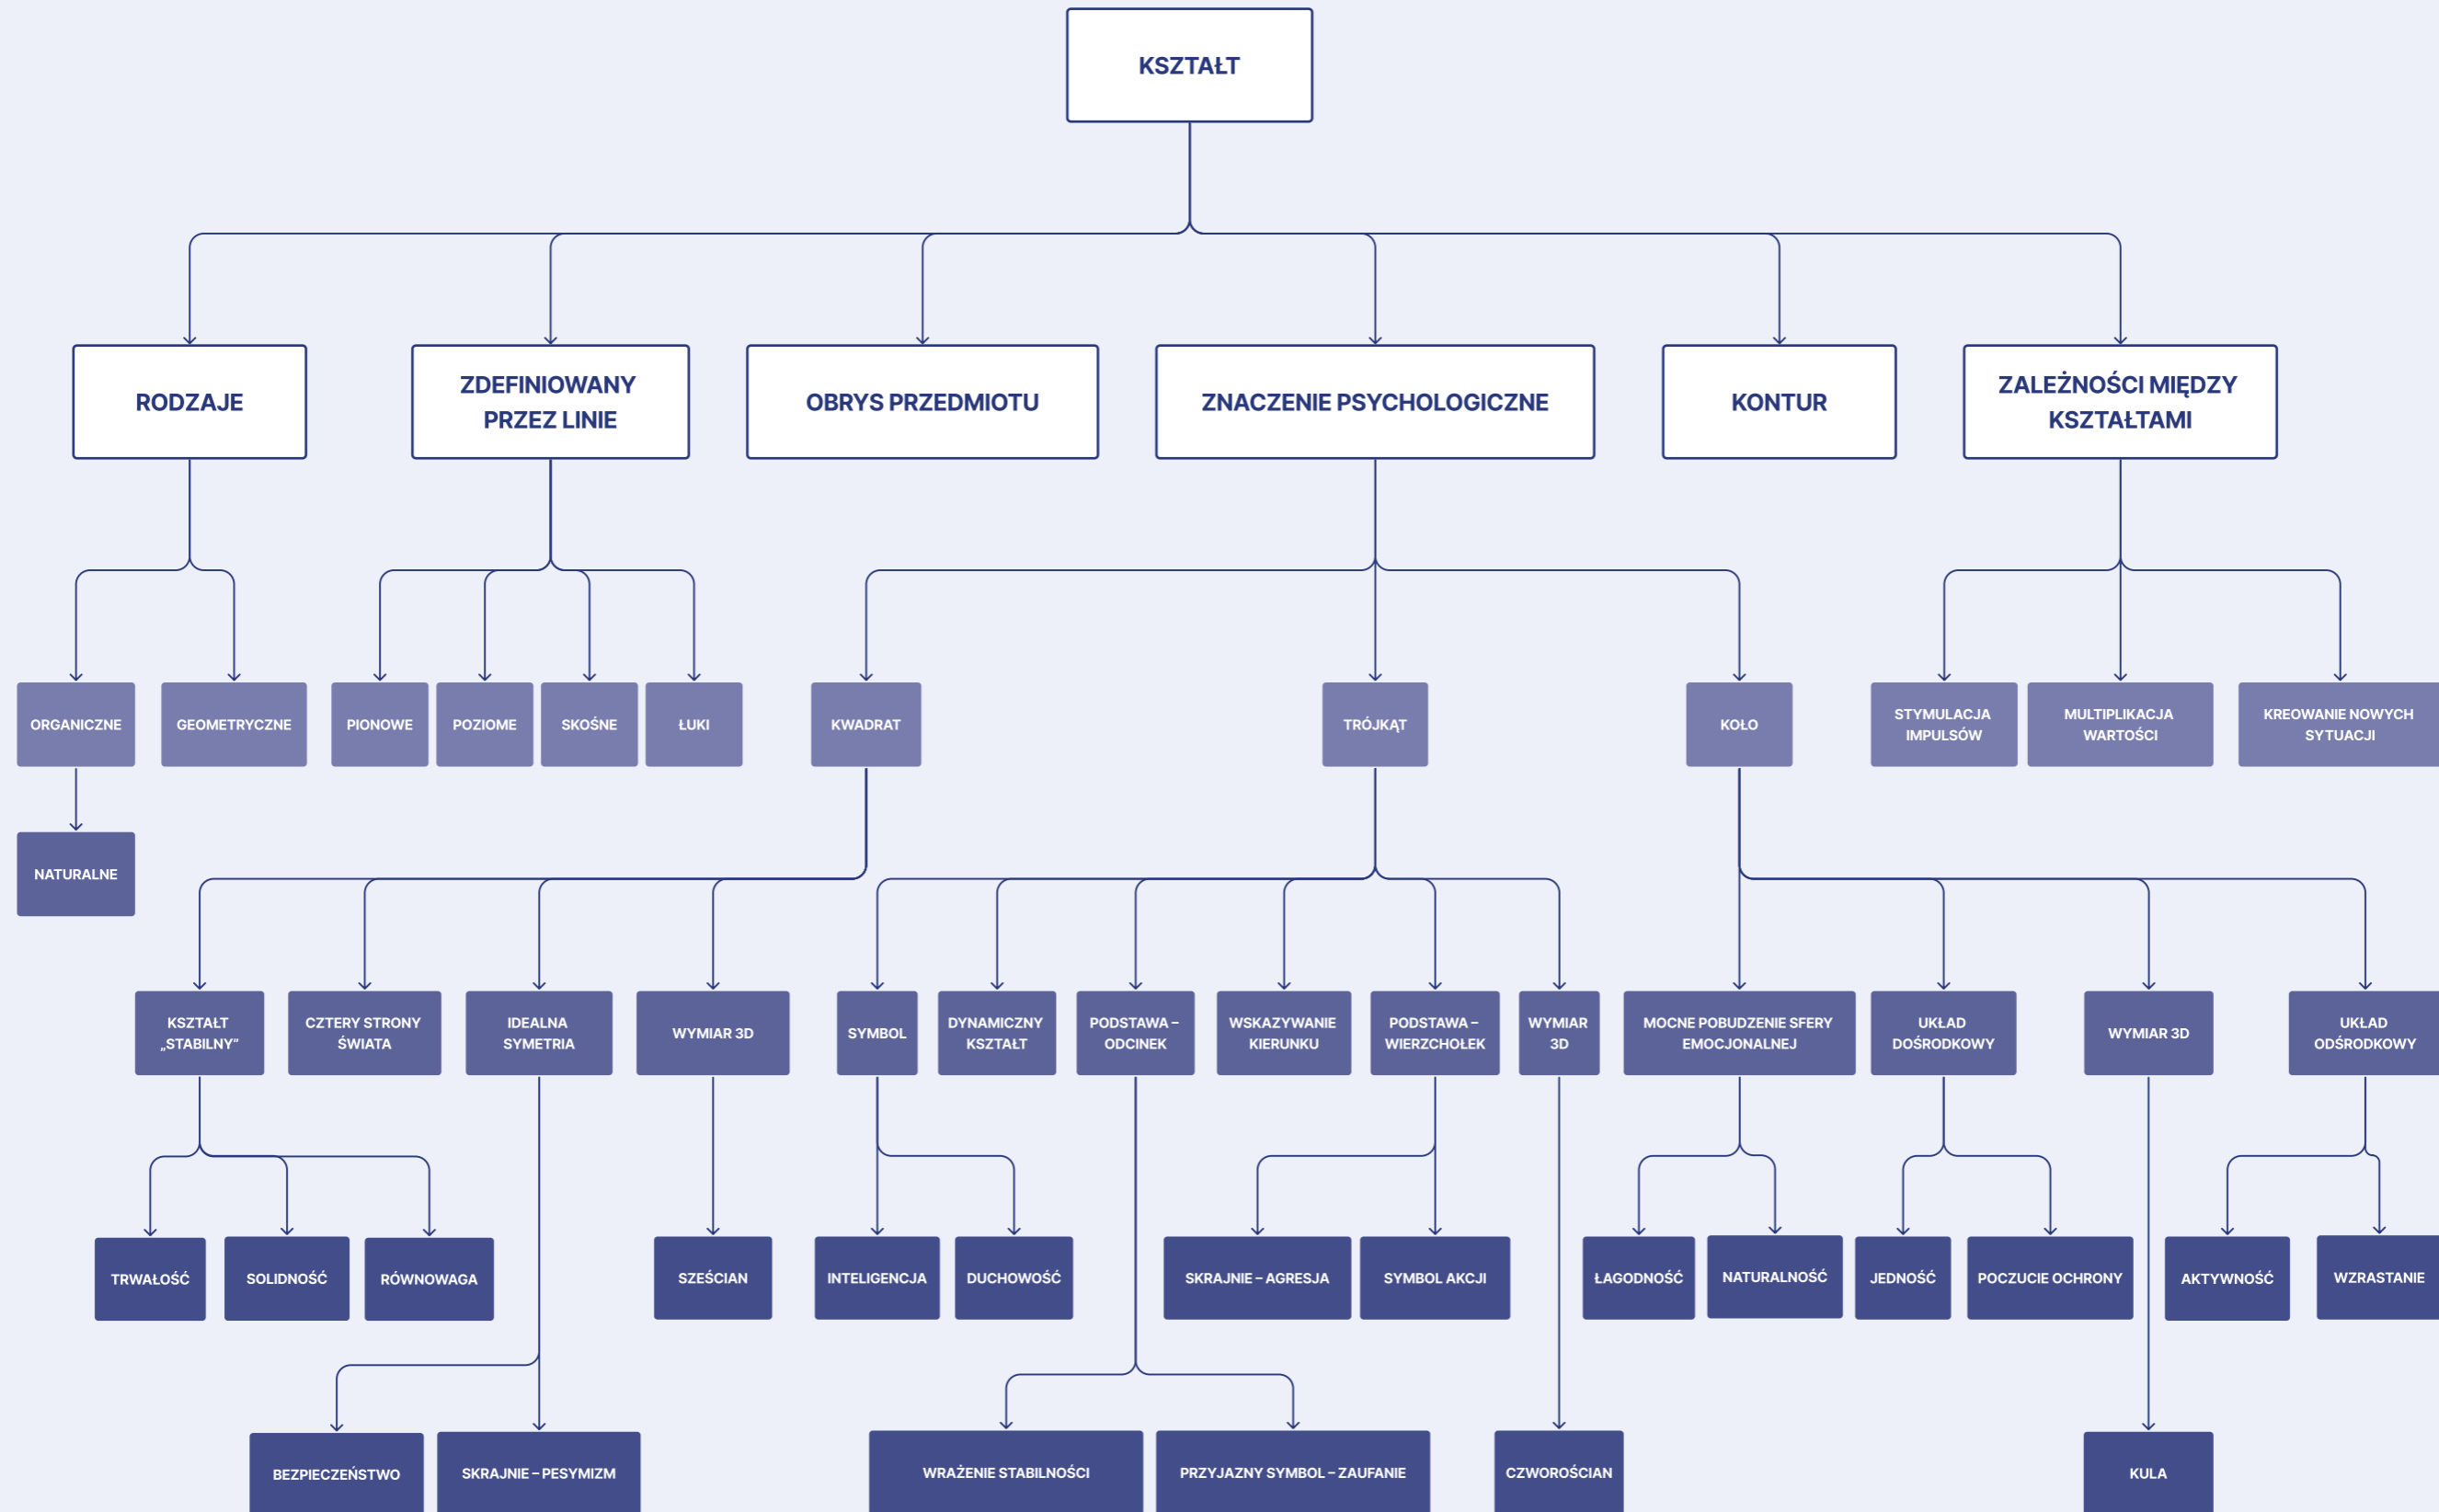 KSZTAŁT
RODZAJE
ZDEFINIOWANY
PRZEZ LINIE
OBRYS PRZEDMIOTU
ZNACZENIE PSYCHOLOGICZNE
KONTUR
ZALEŻNOŚCI MIĘDZY
KSZTAŁTAMI
ORGANICZNE
GEOMETRYCZNE
PIONOWE
POZIOME
SKOŚNE
ŁUKI
KWADRAT
TRÓJKĄT
KOŁO
STYMULACJA
IMPULSÓW
MULTIPLIKACJA
WARTOŚCI
KREOWANIE NOWYCH
SYTUACJI
NATURALNE
KSZTAŁT
„STABILNY"
CZTERY STRONY
ŚWIATA
IDEALNA
SYMETRIA
WYMIAR 3D
SYMBOL
DYNAMICZNY
KSZTAŁT
PODSTAWA –
ODCINEK
WSKAZYWANIE
KIERUNKU
PODSTAWA –
WIERZCHOŁEK
WYMIAR
3D
MOCNE POBUDZENIE SFERY
EMOCJONALNEJ
UKŁAD
DOŚRODKOWY
WYMIAR 3D
UKŁAD
ODŚRODKOWY
TRWAŁOŚĆ
SOLIDNOŚĆ
RÓWNOWAGA
SZEŚCIAN
INTELIGENCJA
DUCHOWOŚĆ
SKRAJNIE – AGRESJA
SYMBOL AKCJI
ŁAGODNOŚĆ
NATURALNOŚĆ
JEDNOŚĆ
POCZUCIE OCHRONY
AKTYWNOŚĆ
WZRASTANIE
BEZPIECZEŃSTWO
SKRAJNIE – PESYMIZM
WRAŻENIE STABILNOŚCI
PRZYJAZNY SYMBOL – ZAUFANIE
CZWOROŚCIAN
KULA